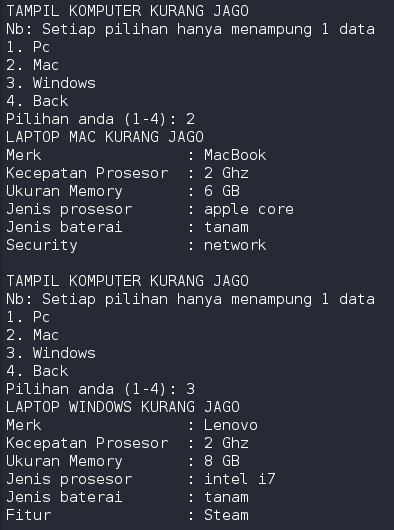 TAMPIL KOMPUTER KURANG JAGO
Nb: Setiap pilihan hanya menampung 1 data
1. Pc
2. Mac
3. Windows
4. Back
Pilihan anda (1-4): 2
LAPTOP MAC KURANG JAGO
Merk : MacBook
Kecepatan Prosesor : 2 Ghz
Ukuran Memory : 6 GB
Jenis prosesor : apple core
Jenis baterai : tanam
Security : network

TAMPIL KOMPUTER KURANG JAGO
Nb: Setiap pilihan hanya menampung 1 data
1. Pc
2. Mac
3. Windows
4. Back
Pilihan anda (1-4): 3
LAPTOP WINDOWS KURANG JAGO
Merk : Lenovo
Kecepatan Prosesor : 2 Ghz
Ukuran Memory : 8 GB
Jenis prosesor : intel i7
Jenis baterai : tanam
Fitur : Steam